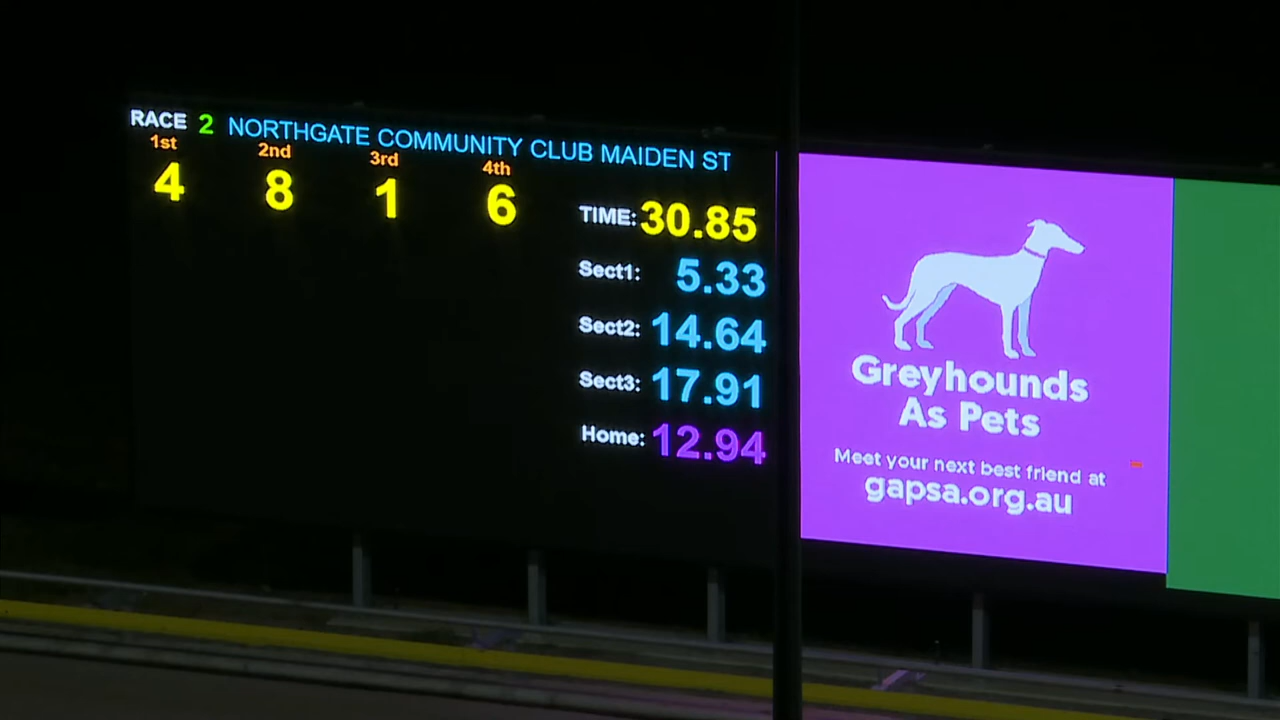 RACE 2 NORTHGATE COMMUNITY CLUB MAIDEN ST
1st 2nd 3rd 4th
4 8 1 6
TIME: 30.85
Sect1: 5.33
Sect2: 14.64
Sect3: 17.91
Home: 12.94
Greyhounds
As Pets
Meet your next best friend at
gapsa.org.au